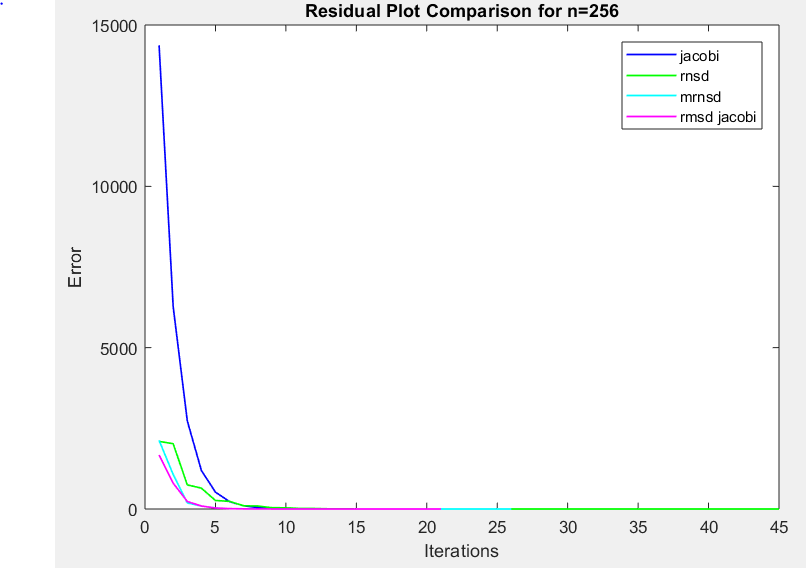 Residual Plot Comparison for n=256
15000
10000
5000
0
Error
jacobi
rnsd
mrnsd
rmsd jacobi
0 5 10 15 20 25 30 35 40 45
Iterations